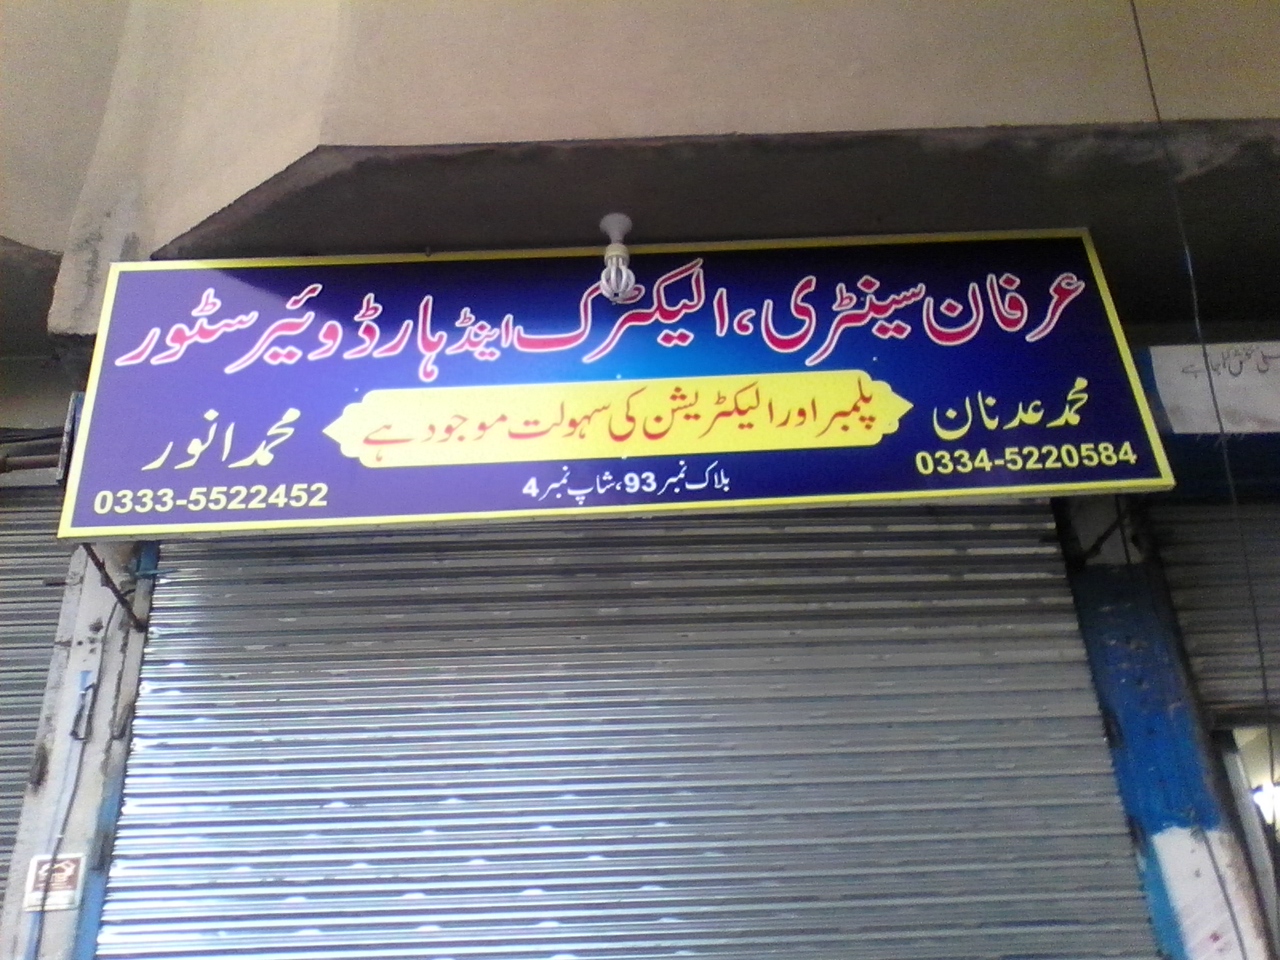 عرفان سینٹری، الیکٹرک اینڈ ہارڈ وئیر سٹور
پلمبر اور الیکٹریشن کی سہولت موجود ہے
محمد عدنان
0334-5220584
محمد انور
0333-5522452
بلاک نمبر 93، شاپ نمبر 4